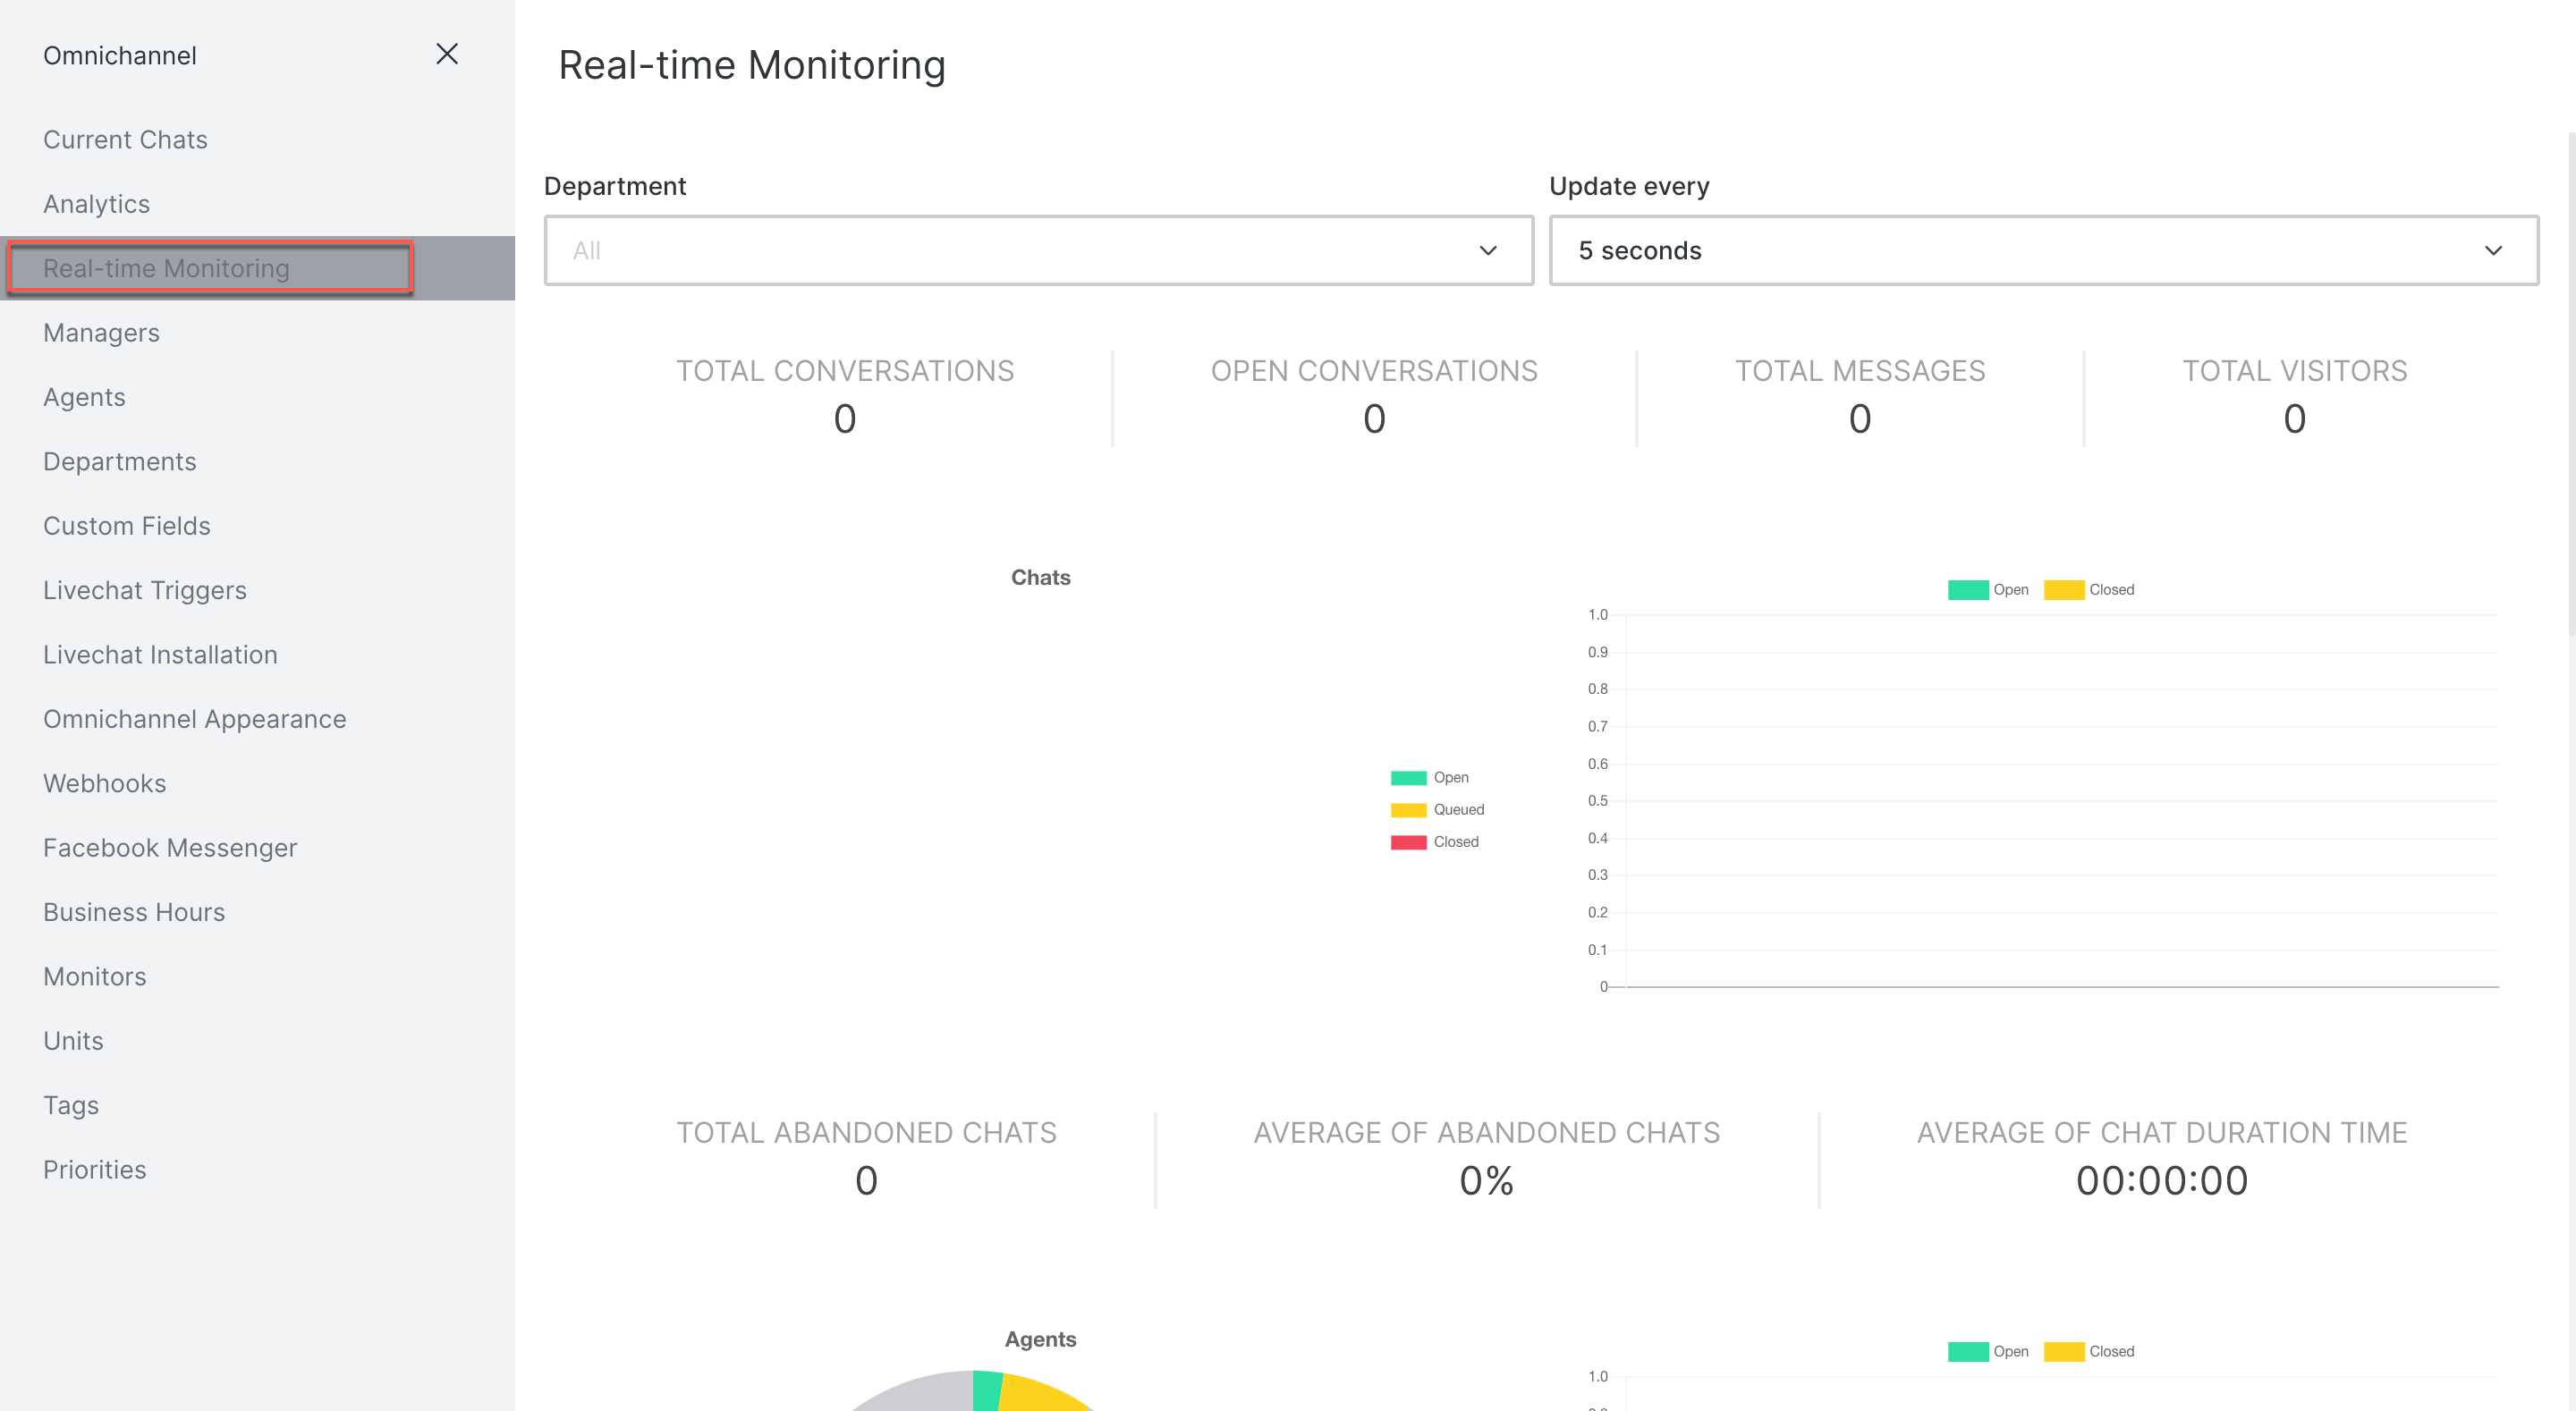 Omnichannel
Current Chats
Analytics
Real-time Monitoring
Managers
Agents
Departments
Custom Fields
Livechat Triggers
Livechat Installation
Omnichannel Appearance
Webhooks
Facebook Messenger
Business Hours
Monitors
Units
Tags
Priorities
Real-time Monitoring
Department
Update every
All
5 seconds
TOTAL CONVERSATIONS
0
OPEN CONVERSATIONS
0
TOTAL MESSAGES
0
TOTAL VISITORS
0
Chats
Open
Queued
Closed
Open
Closed
1.0
0.9
0.8
0.7
0.6
0.5
0.4
0.3
0.2
0.1
0
TOTAL ABANDONED CHATS
0
AVERAGE OF ABANDONED CHATS
0%
AVERAGE OF CHAT DURATION TIME
00:00:00
Agents
Open
Closed
1.0